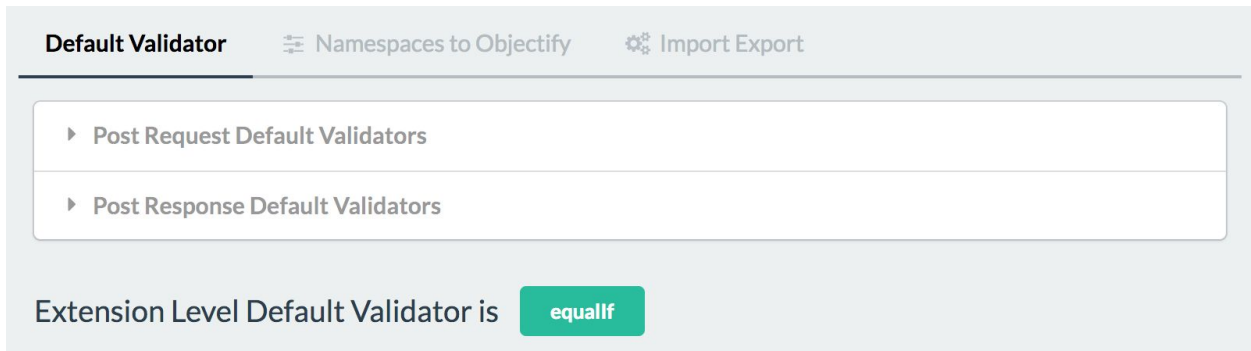 Default Validator Namespaces to Objectify Import Export
Post Request Default Validators
Post Response Default Validators
Extension Level Default Validator is equalIf